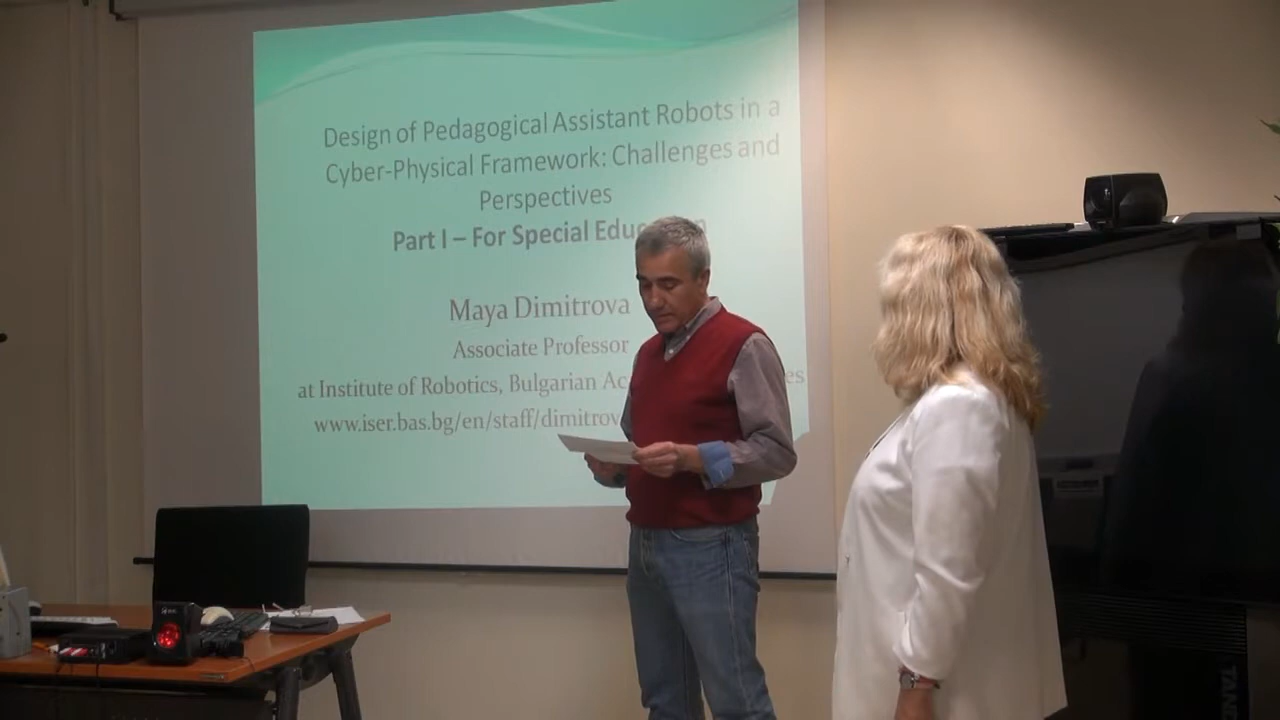 Design of Pedagogical Assistant Robots in a
Cyber-Physical Framework: Challenges and
Perspectives
Part I – For Special
Maya Dimitrova
Associate Professor
at Institute of Robotics, Bulgarian
www.iser.bas.bg/en/staff/dimitrov